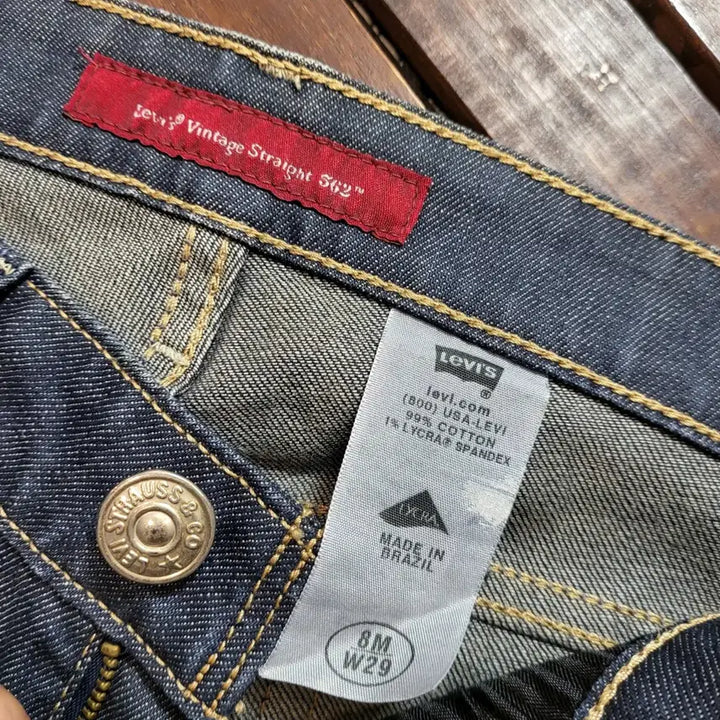 Levi's® Vintage Straight 562™
Levi's
levi.com
(800) USA-LEVI
99% COTTON
1% LYCRA® SPANDEX
LYCRA
MADE IN
BRAZIL
8M
W29
LEVI STRAUSS & CO